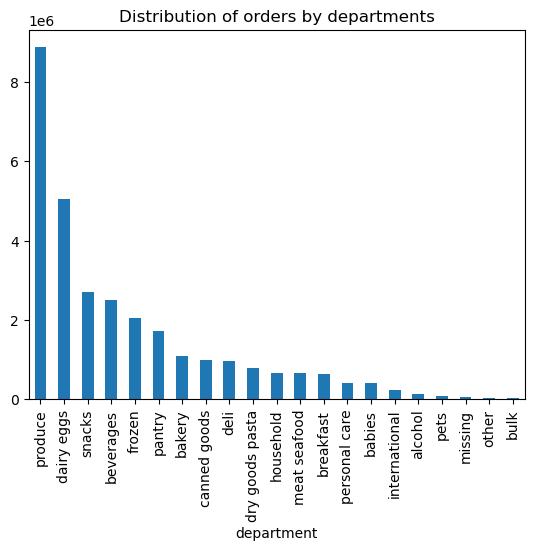 Distribution of orders by departments
1e6
8
6
4
2
0
produce
dairy eggs
snacks
beverages
frozen
pantry
bakery
canned goods
deli
dry goods pasta
household
meat seafood
breakfast
personal care
babies
international
alcohol
pets
missing
other
bulk
department